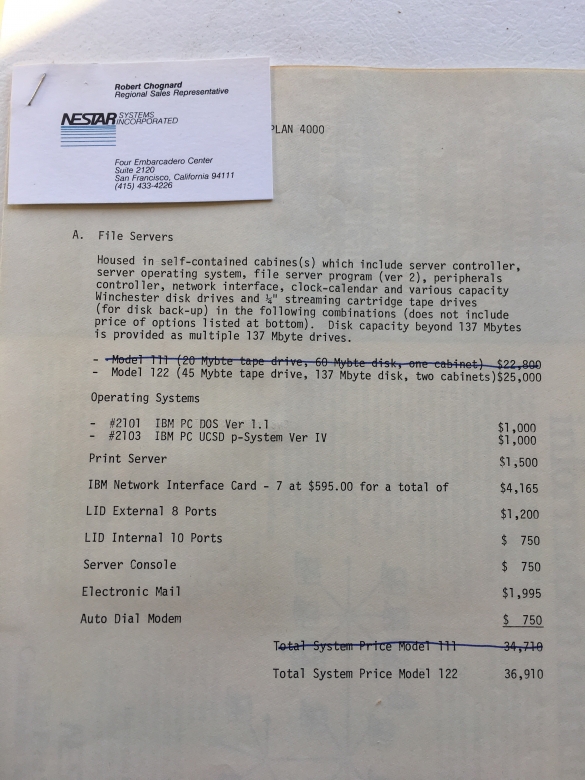 Robert Chognard
Regional Sales Representative
NESTAR SYSTEMS INCORPORATED
Four Embarcadero Center
Suite 2120
San Francisco, California 94111
(415) 433-4226
PLAN 4000
A. File Servers
Housed in self-contained cabines(s) which include server controller,
server operating system, file server program (ver 2), peripherals
controller, network interface, clock-calendar and various capacity
Winchester disk drives and ¼" streaming cartridge tape drives
(for disk back-up) in the following combinations (does not include
price of options listed at bottom). Disk capacity beyond 137 Mbytes
is provided as multiple 137 Mbyte drives.
- Model 111 (20 Mybte tape drive, 60 Mybte disk, one cabinet) $22,800
- Model 122 (45 Mybte tape drive, 137 Mbyte disk, two cabinets)$25,000
Operating Systems
- #2101 IBM PC DOS Ver 1.1 $1,000
- #2103 IBM PC UCSD p-System Ver IV $1,000
Print Server $1,500
IBM Network Interface Card - 7 at $595.00 for a total of $4,165
LID External 8 Ports $1,200
LID Internal 10 Ports $ 750
Server Console $ 750
Electronic Mail $1,995
Auto Dial Modem $ 750
Total System Price Model 111 34,710
Total System Price Model 122 36,910